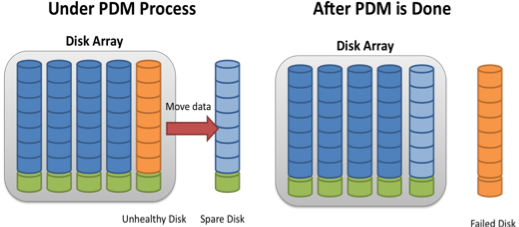 Under PDM Process
After PDM is Done
Disk Array
Disk Array
Move data
Unhealthy Disk
Spare Disk
Failed Disk